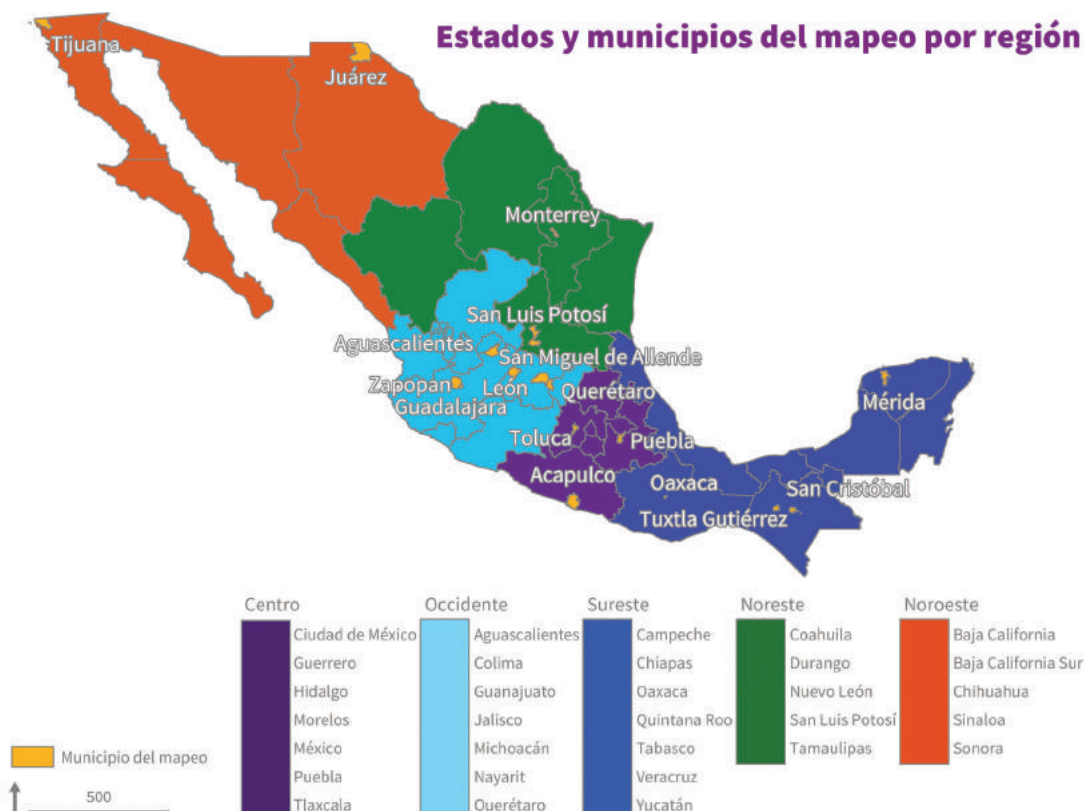 Estados y municipios del mapeo por región
Tijuana
Juárez
Monterrey
San Luis Potosí
Aguascalientes
San Miguel de Allende
Zapopan
León
Querétaro
Guadalajara
Mérida
Toluca
Puebla
Acapulco
Oaxaca
San Cristóbal
Tuxtla Gutiérrez
Centro
Ciudad de México
Guerrero
Hidalgo
Morelos
México
Puebla
Tlaxcala
Occidente
Aguascalientes
Colima
Guanajuato
Jalisco
Michoacán
Nayarit
Querétaro
Sureste
Campeche
Chiapas
Oaxaca
Quintana Roo
Tabasco
Veracruz
Yucatán
Noreste
Coahuila
Durango
Nuevo León
San Luis Potosí
Tamaulipas
Noroeste
Baja California
Baja California Sur
Chihuahua
Sinaloa
Sonora
Municipio del mapeo
500